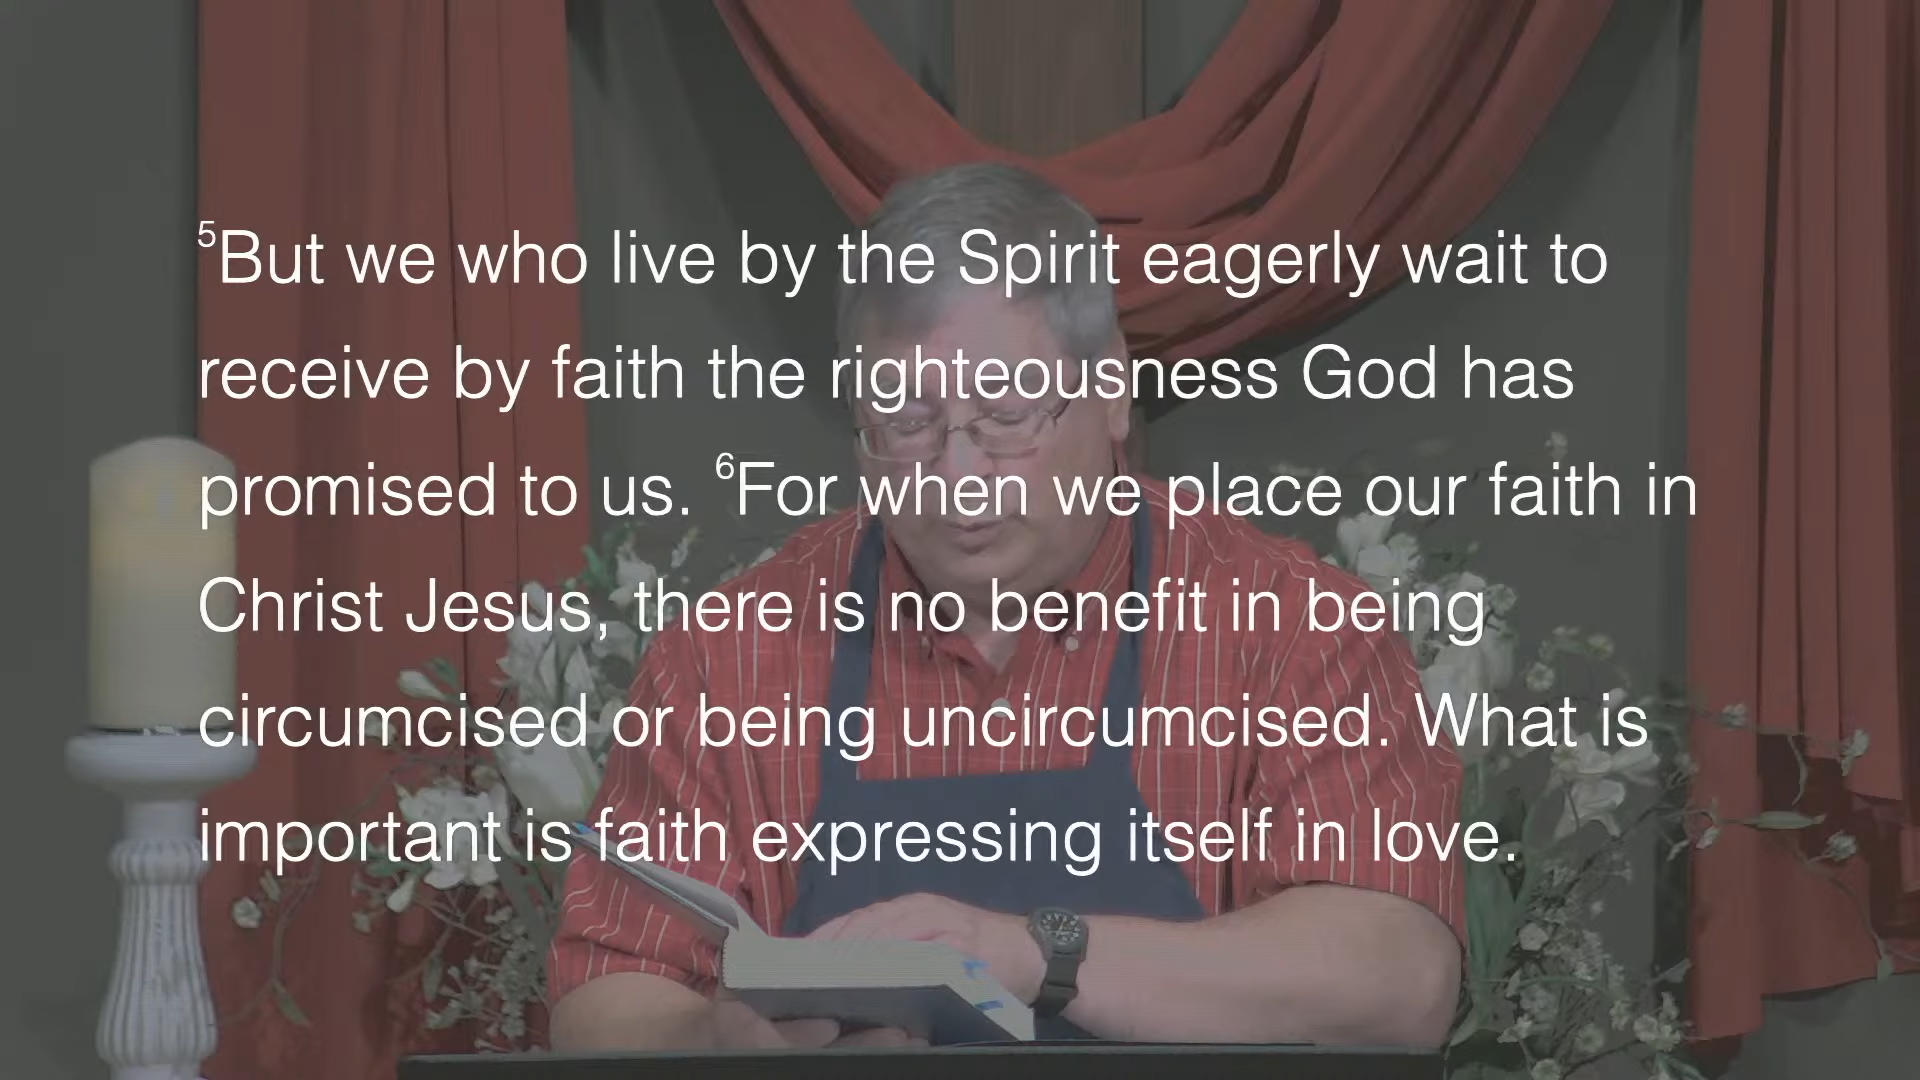 ⁵But we who live by the Spirit eagerly wait to
receive by faith the righteousness God has
promised to us. ⁶For when we place our faith in
Christ Jesus, there is no benefit in being
circumcised or being uncircumcised. What is
important is faith expressing itself in love.